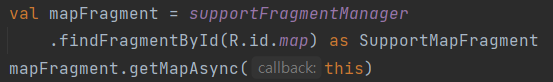 val mapFragment = supportFragmentManager
.findFragmentById(R.id.map) as SupportMapFragment
mapFragment.getMapAsync( callback: this)